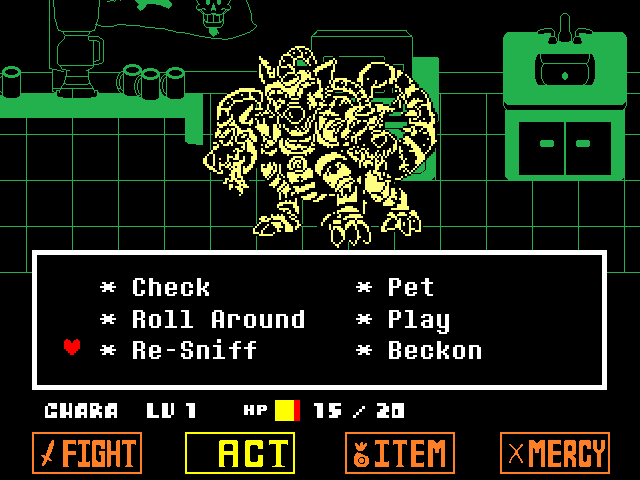 * Check * Pet
* Roll Around * Play
* Re-Sniff * Beckon
CHARA LV 1 HP 15 / 20
FIGHT ACT ITEM MERCY